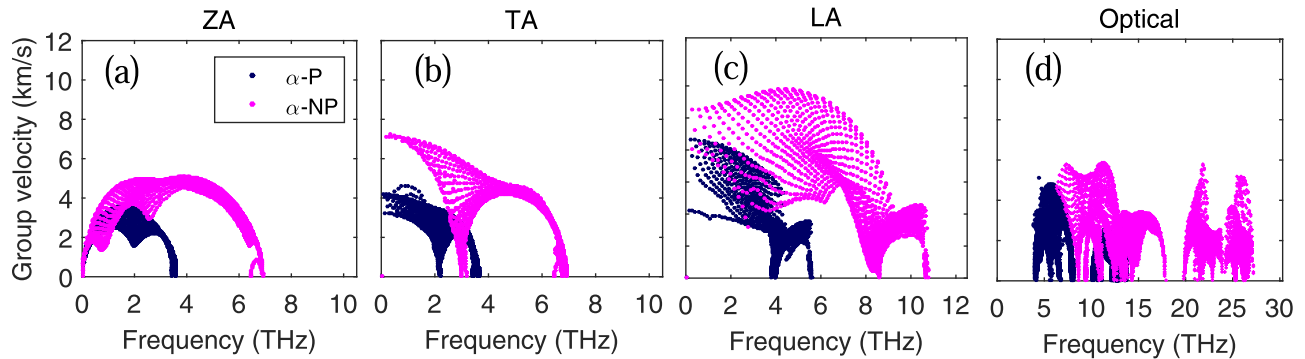 ZA TA LA Optical
12
10
8
6
4
2
0
Group velocity (km/s)
(a) (b) (c) (d)
α-P
α-NP
0 2 4 6 8 10 0 2 4 6 8 10 0 2 4 6 8 10 12 0 5 10 15 20 25 30
Frequency (THz) Frequency (THz) Frequency (THz) Frequency (THz)